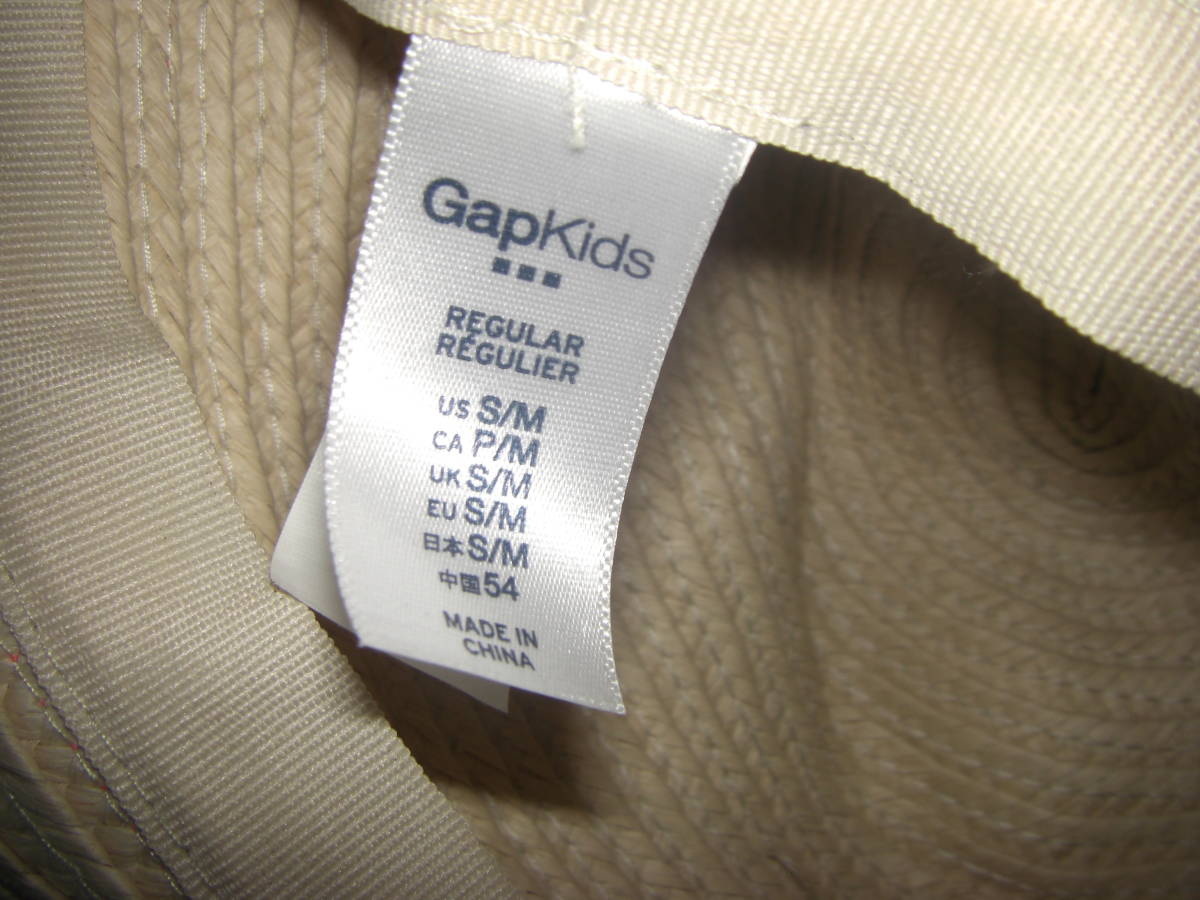 GapKids
REGULAR
RÉGULIER
US S/M
CA P/M
UK S/M
EU S/M
日本 S/M
中国 54
MADE IN
CHINA